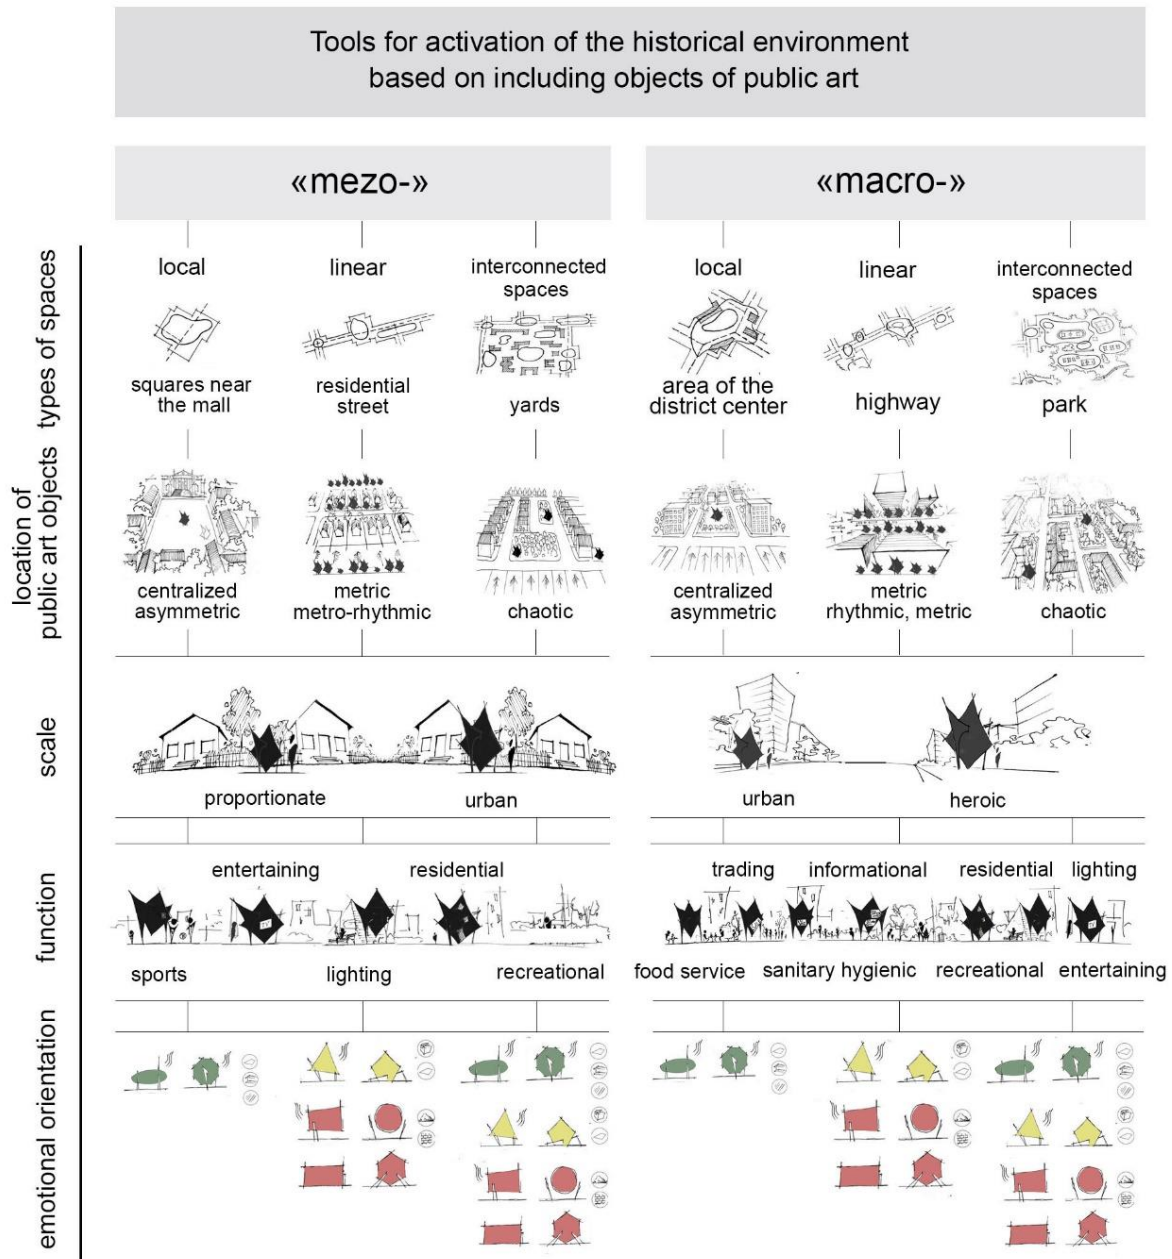 Tools for activation of the historical environment
based on including objects of public art
«mezo-»
«macro-»
types of spaces
local
linear
interconnected
spaces
local
linear
interconnected
spaces
squares near
the mall
residential
street
yards
area of the
district center
highway
park
location of
public art objects
centralized
asymmetric
metric
metro-rhythmic
chaotic
centralized
asymmetric
metric
rhythmic, metric
chaotic
scale
proportionate
urban
urban
heroic
function
entertaining
residential
trading
informational
residential
lighting
sports
lighting
recreational
food service
sanitary hygienic
recreational
entertaining
emotional orientation